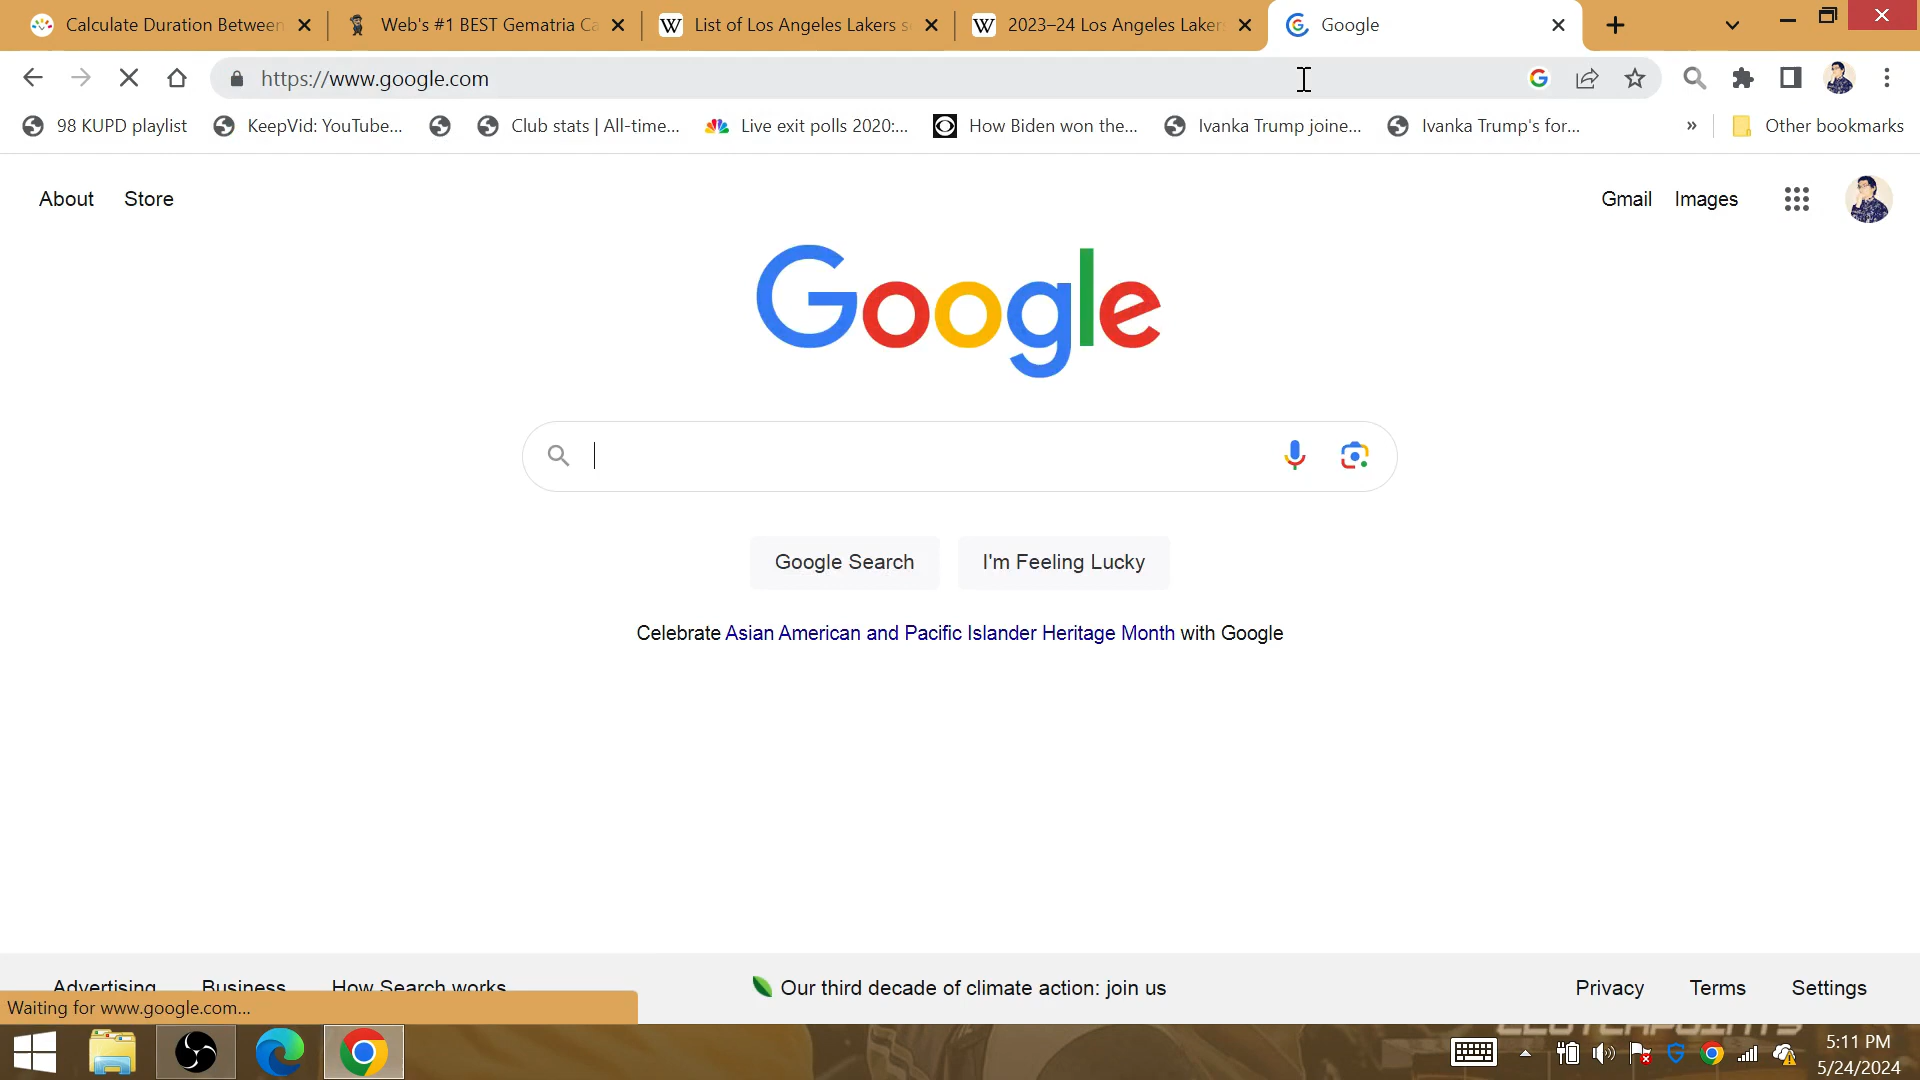 Calculate Duration Between
Web's #1 BEST Gematria Ca
List of Los Angeles Lakers s
2023–24 Los Angeles Lakers
Google
https://www.google.com
98 KUPD playlist
KeepVid: YouTube...
Club stats | All-time...
Live exit polls 2020:...
How Biden won the...
Ivanka Trump joine...
Ivanka Trump's for...
»
Other bookmarks
About
Store
Gmail
Images
Google
Google Search
I'm Feeling Lucky
Celebrate Asian American and Pacific Islander Heritage Month with Google
Advertising
Business
How Search works
Our third decade of climate action: join us
Privacy
Terms
Settings
Waiting for www.google.com...
CLUTCHPOINTS
5:11 PM
5/24/2024